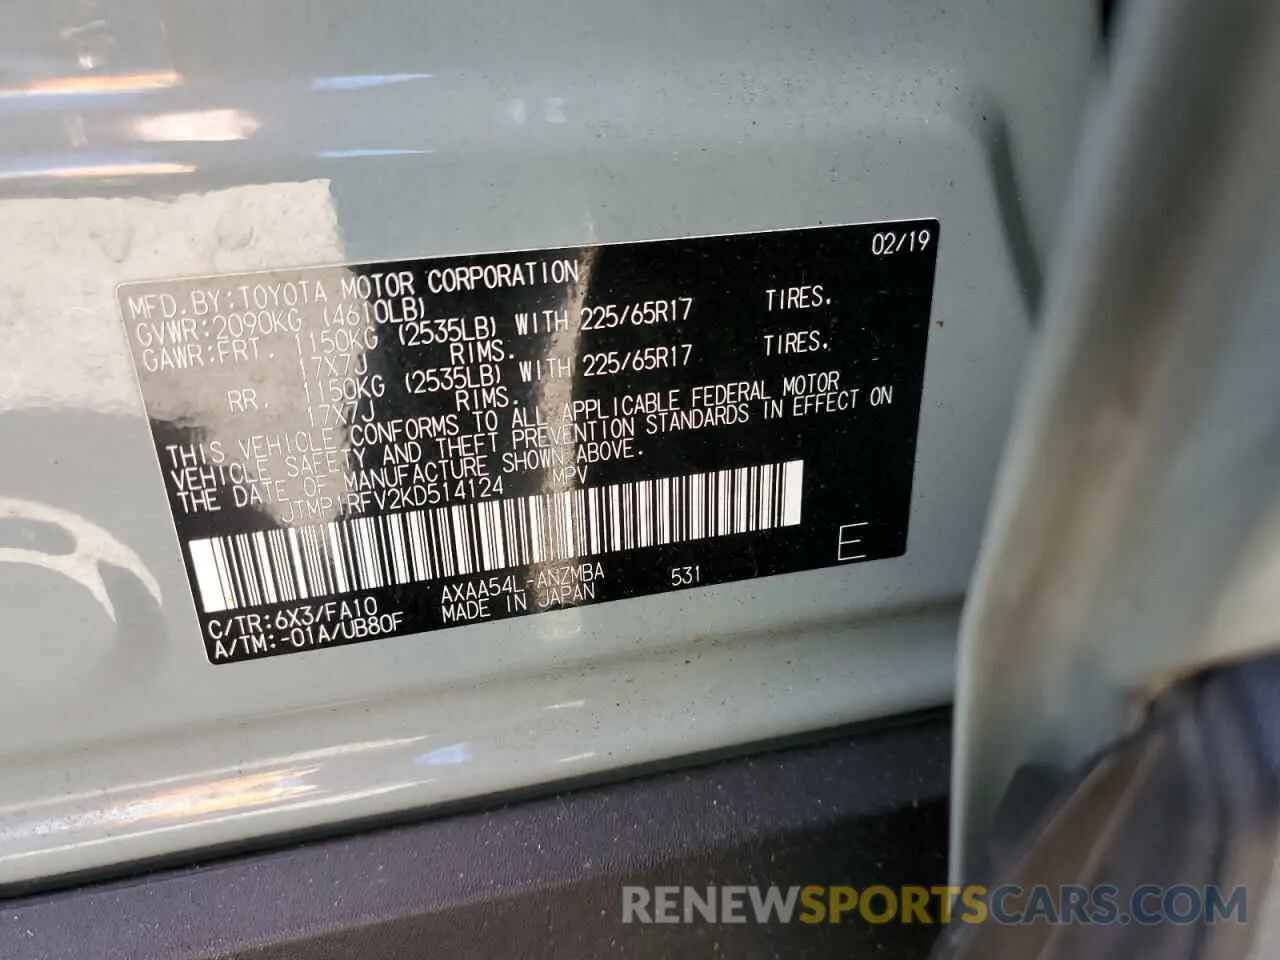 02/19
MFD.BY:TOYOTA MOTOR CORPORATION
GVWR:2090KG (4610LB)
GAWR:FRT. 1150KG (2535LB) WITH 225/65R17 TIRES.
17X7J RIMS.
RR. 1150KG (2535LB) WITH 225/65R17 TIRES.
17X7J RIMS.
THIS VEHICLE CONFORMS TO ALL APPLICABLE FEDERAL MOTOR
VEHICLE SAFETY AND THEFT PREVENTION STANDARDS IN EFFECT ON
THE DATE OF MANUFACTURE SHOWN ABOVE.
JTMP1RFV2KD514124 MPV
E
C/TR:6X3/FA10 AXAA54L-ANZMBA 531
A/TM:-01A/UB80F MADE IN JAPAN
RENEWSPORTSCARS.COM